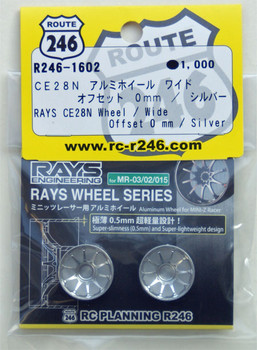 ROUTE
246
R246-1602 ●1,000
CE28N アルミホイール ワイド
オフセット 0mm / シルバー
RAYS CE28N Wheel / Wide
Offset 0 mm / Silver
www.rc-r246.com
RAYS
ENGINEERING
for MR-03/02/015
RAYS WHEEL SERIES
ミニッツレーサー用 アルミホイール Aluminum Wheel for MINI-Z Racer
極薄0.5mm 超軽量設計!
Super-slimness (0.5mm) and Super-lightweight design
ROUTE
246
RC PLANNING R246